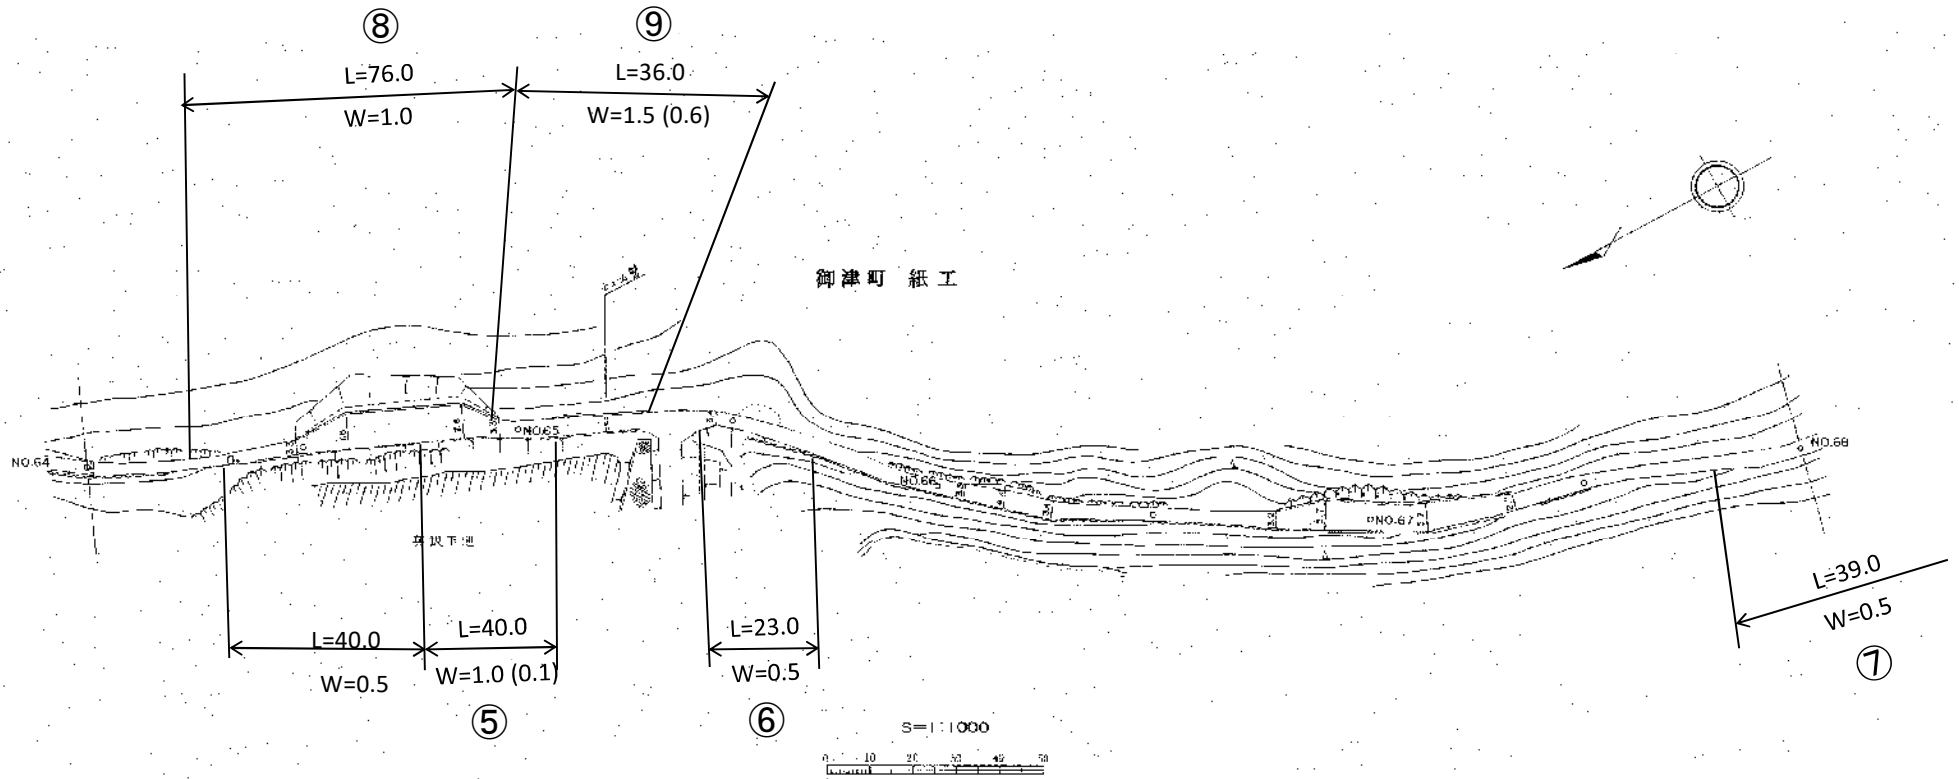 ⑧
⑨
L=76.0
W=1.0
L=36.0
W=1.5 (0.6)
御津町 紙工
NO.64
NO.65
NO.66
NO.67
NO.68
L=40.0
W=0.5
L=40.0
W=1.0 (0.1)
⑤
L=23.0
W=0.5
⑥
L=39.0
W=0.5
⑦
S=1:1000
0 10 20 30 40 50